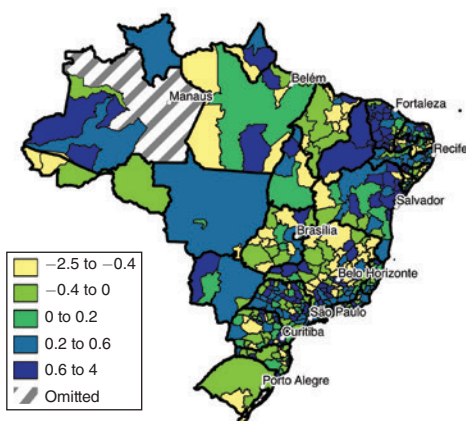 Belém
Manaus
Fortaleza
Recife
Salvador
Brasília
Belo Horizonte
São Paulo
Curitiba
Porto Alegre
−2.5 to −0.4
−0.4 to 0
0 to 0.2
0.2 to 0.6
0.6 to 4
Omitted